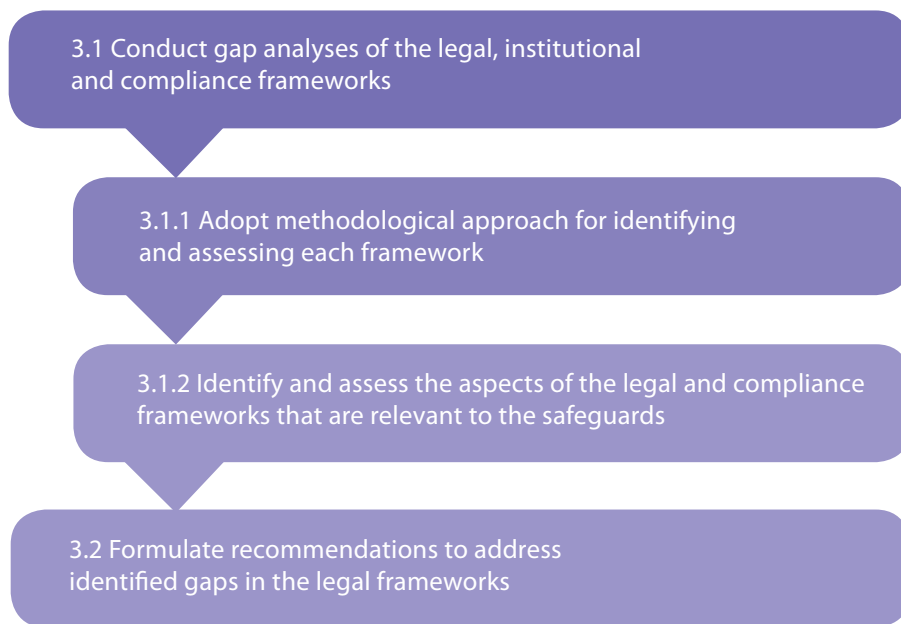 3.1 Conduct gap analyses of the legal, institutional
and compliance frameworks
3.1.1 Adopt methodological approach for identifying
and assessing each framework
3.1.2 Identify and assess the aspects of the legal and compliance
frameworks that are relevant to the safeguards
3.2 Formulate recommendations to address
identified gaps in the legal frameworks